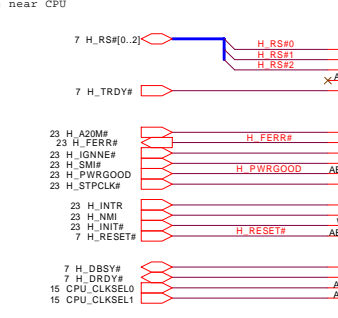 near CPU
7 H_RS#[0..2]
H_RS#0
H_RS#1
H_RS#2
7 H_TRDY#
23 H_A20M#
23 H_FERR# H_FERR#
23 H_IGNNE#
23 H_SMI#
23 H_PWRGOOD H_PWRGOOD
23 H_STPCLK#
23 H_INTR
23 H_NMI
23 H_INIT#
7 H_RESET# H_RESET#
7 H_DBSY#
7 H_DRDY#
15 CPU_CLKSEL0
15 CPU_CLKSEL1